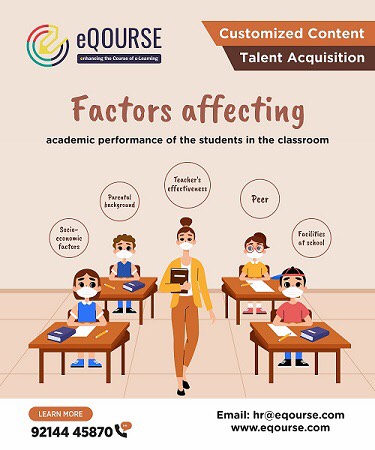 eQOURSE
enhancing the Course of e-Learning
Customized Content
Talent Acquisition
Factors affecting
academic performance of the students in the classroom
Socio-
economic
factors
Parental
background
Teacher's
effectiveness
Peer
Facilities
at school
LEARN MORE
92144 45870
Email: hr@eqourse.com
www.eqourse.com